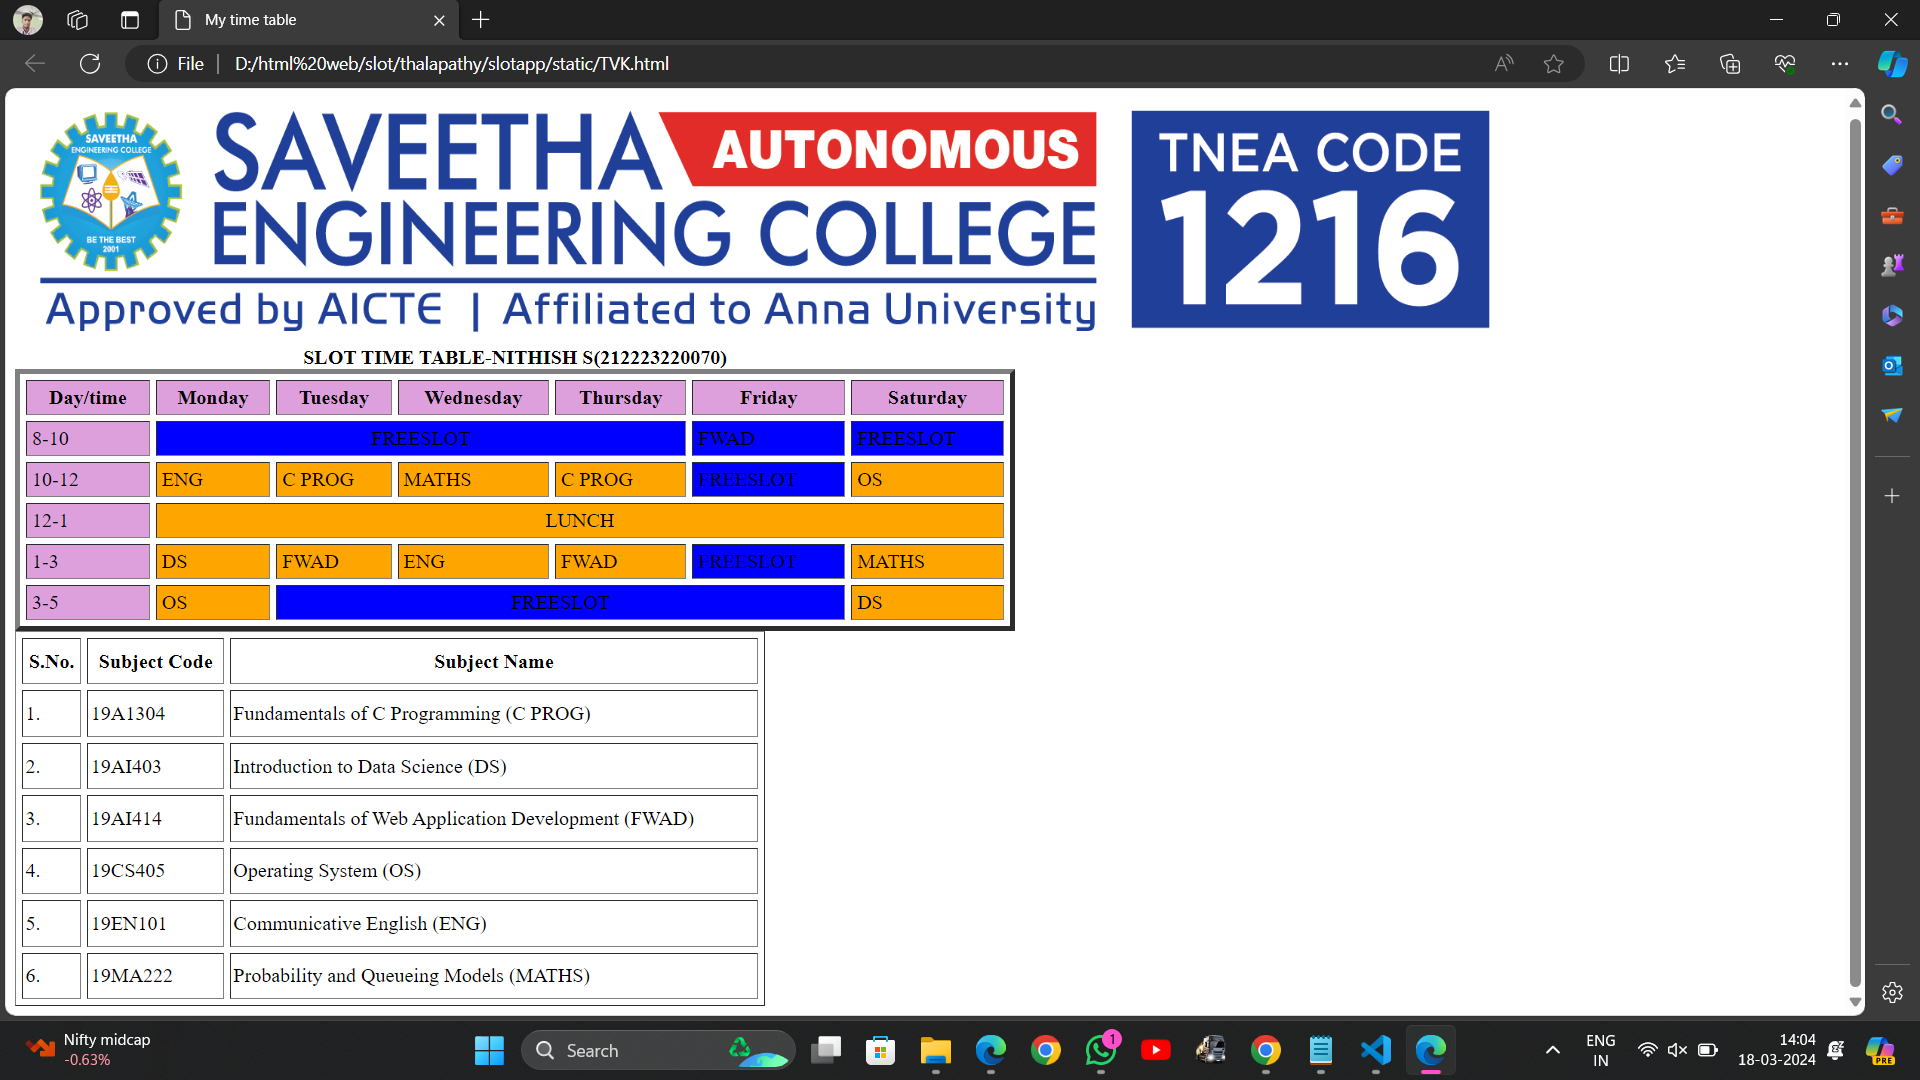 My time table
File
D:/html%20web/slot/thalapathy/slotapp/static/TVK.html
SAVEETHA
ENGINEERING COLLEGE
BE THE BEST
2001
SAVEETHA AUTONOMOUS
ENGINEERING COLLEGE
Approved by AICTE | Affiliated to Anna University
TNEA CODE
1216
SLOT TIME TABLE-NITHISH S(212223220070)
Day/time Monday Tuesday Wednesday Thursday Friday Saturday
8-10 FREESLOT FWAD FREESLOT
10-12 ENG C PROG MATHS C PROG FREESLOT OS
12-1 LUNCH
1-3 DS FWAD ENG FWAD FREESLOT MATHS
3-5 OS FREESLOT DS
S.No. Subject Code Subject Name
1. 19A1304 Fundamentals of C Programming (C PROG)
2. 19AI403 Introduction to Data Science (DS)
3. 19AI414 Fundamentals of Web Application Development (FWAD)
4. 19CS405 Operating System (OS)
5. 19EN101 Communicative English (ENG)
6. 19MA222 Probability and Queueing Models (MATHS)
Nifty midcap
-0.63%
Search
1
ENG
IN
14:04
18-03-2024
PRE